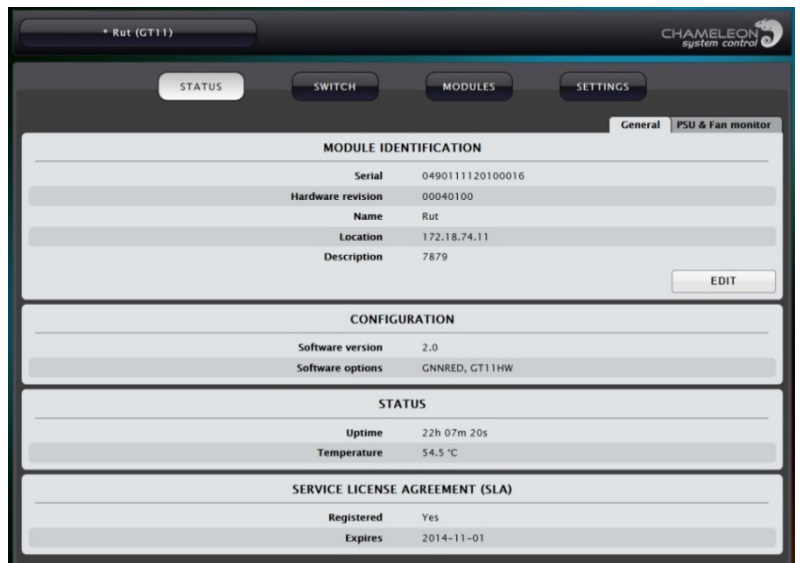 * Rut (GT11)
CHAMELEON
system control
STATUS SWITCH MODULES SETTINGS
General PSU & Fan monitor
MODULE IDENTIFICATION
Serial 0490111120100016
Hardware revision 00040100
Name Rut
Location 172.18.74.11
Description 7879
EDIT
CONFIGURATION
Software version 2.0
Software options GNNRED, GT11HW
STATUS
Uptime 22h 07m 20s
Temperature 54.5 °C
SERVICE LICENSE AGREEMENT (SLA)
Registered Yes
Expires 2014-11-01